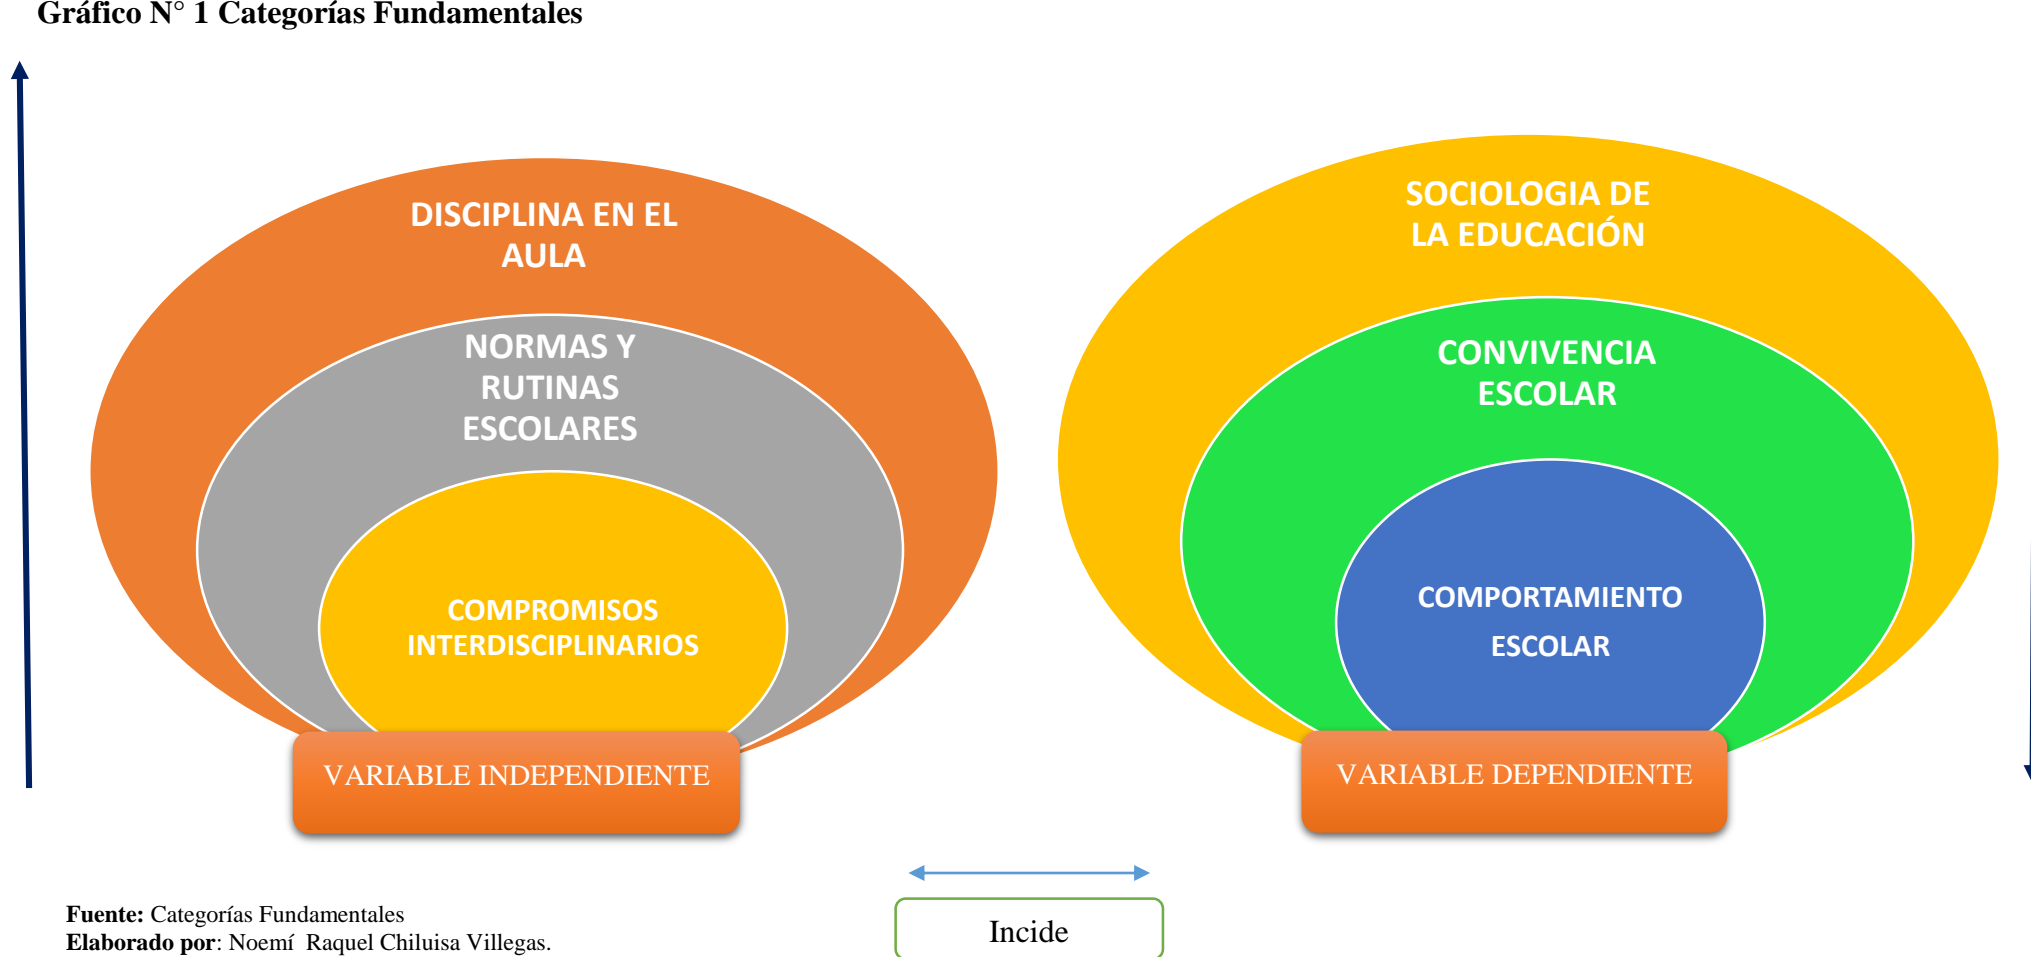 Gráfico N° 1 Categorías Fundamentales
DISCIPLINA EN EL
AULA
NORMAS Y
RUTINAS
ESCOLARES
COMPROMISOS
INTERDISCIPLINARIOS
VARIABLE INDEPENDIENTE
SOCIOLOGIA DE
LA EDUCACIÓN
CONVIVENCIA
ESCOLAR
COMPORTAMIENTO
ESCOLAR
VARIABLE DEPENDIENTE
Incide
Fuente: Categorías Fundamentales
Elaborado por: Noemí Raquel Chiluisa Villegas.